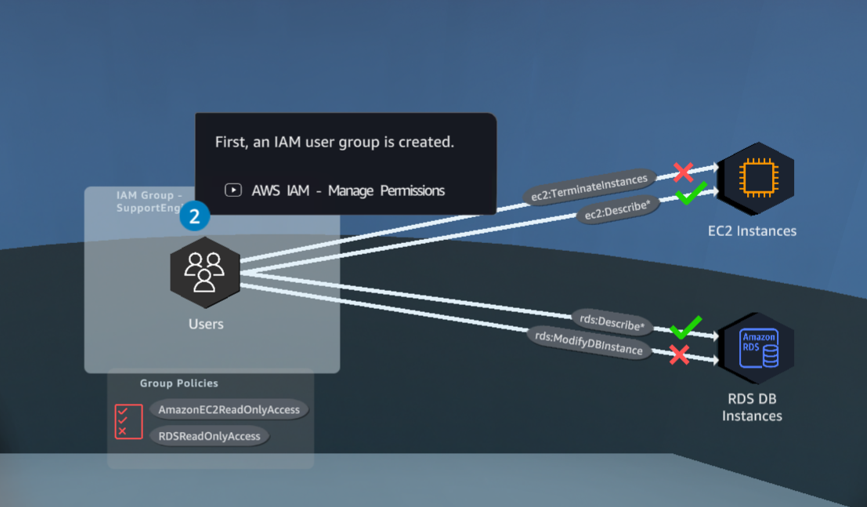 First, an IAM user group is created.
AWS IAM - Manage Permissions
IAM Group -
2
Users
ec2:TerminateInstances
ec2:Describe*
EC2 Instances
rds:Describe*
rds:ModifyDBInstance
Amazon
RDS
RDS DB
Instances
Group Policies
AmazonEC2ReadOnlyAccess
RDSReadOnlyAccess